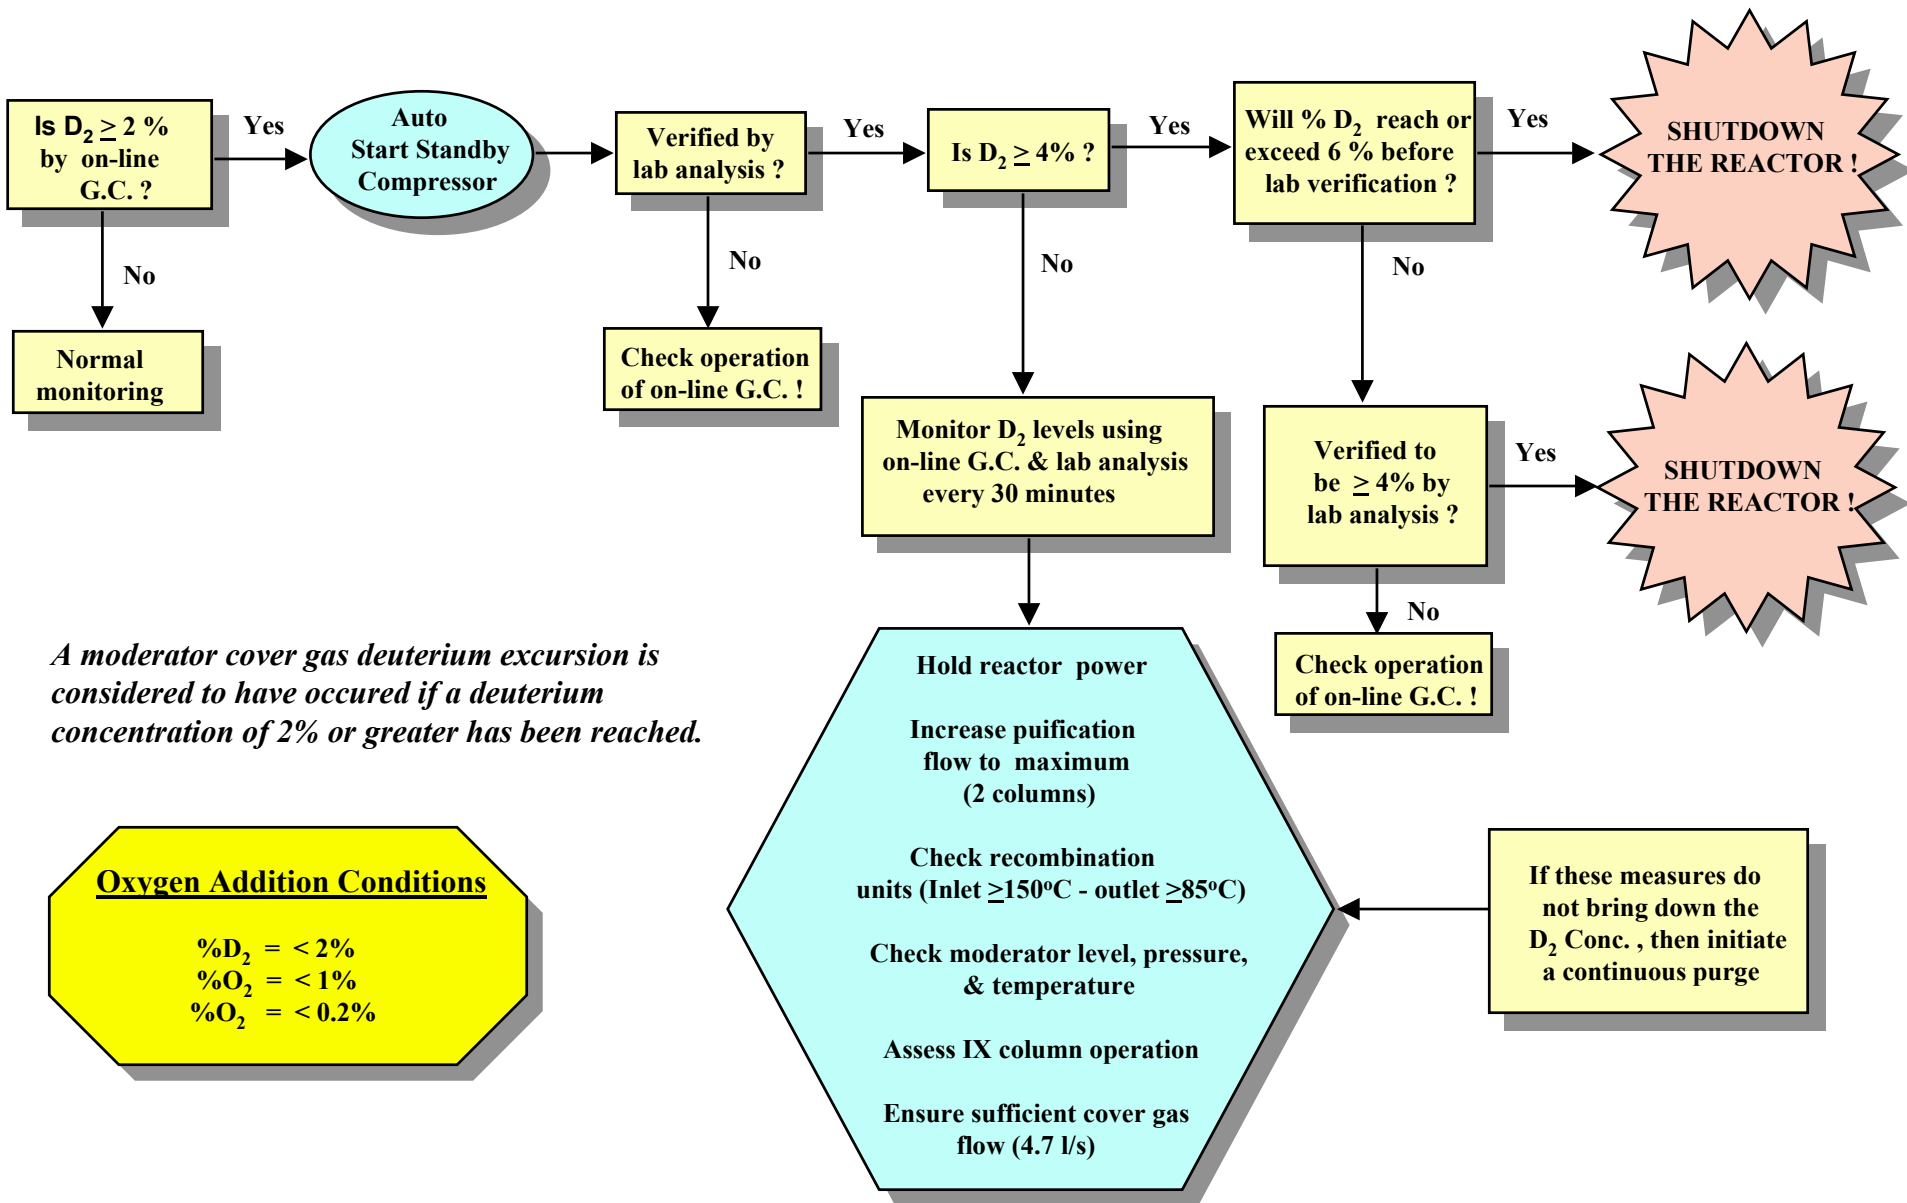 Is D₂ ≥ 2 %
by on-line
G.C. ?
Yes
No
Normal
monitoring
Auto
Start Standby
Compressor
Verified by
lab analysis ?
Yes
No
Check operation
of on-line G.C. !
Is D₂ ≥ 4% ?
Yes
No
Monitor D₂ levels using
on-line G.C. & lab analysis
every 30 minutes
Will % D₂ reach or
exceed 6 % before
lab verification ?
Yes
SHUTDOWN
THE REACTOR !
No
Verified to
be ≥ 4% by
lab analysis ?
Yes
SHUTDOWN
THE REACTOR !
No
Check operation
of on-line G.C. !
A moderator cover gas deuterium excursion is
considered to have occured if a deuterium
concentration of 2% or greater has been reached.
Oxygen Addition Conditions
%D₂ = < 2%
%O₂ = < 1%
%O₂ = < 0.2%
Hold reactor power
Increase puification
flow to maximum
(2 columns)
Check recombination
units (Inlet ≥150°C - outlet ≥85°C)
Check moderator level, pressure,
& temperature
Assess IX column operation
Ensure sufficient cover gas
flow (4.7 l/s)
If these measures do
not bring down the
D₂ Conc. , then initiate
a continuous purge